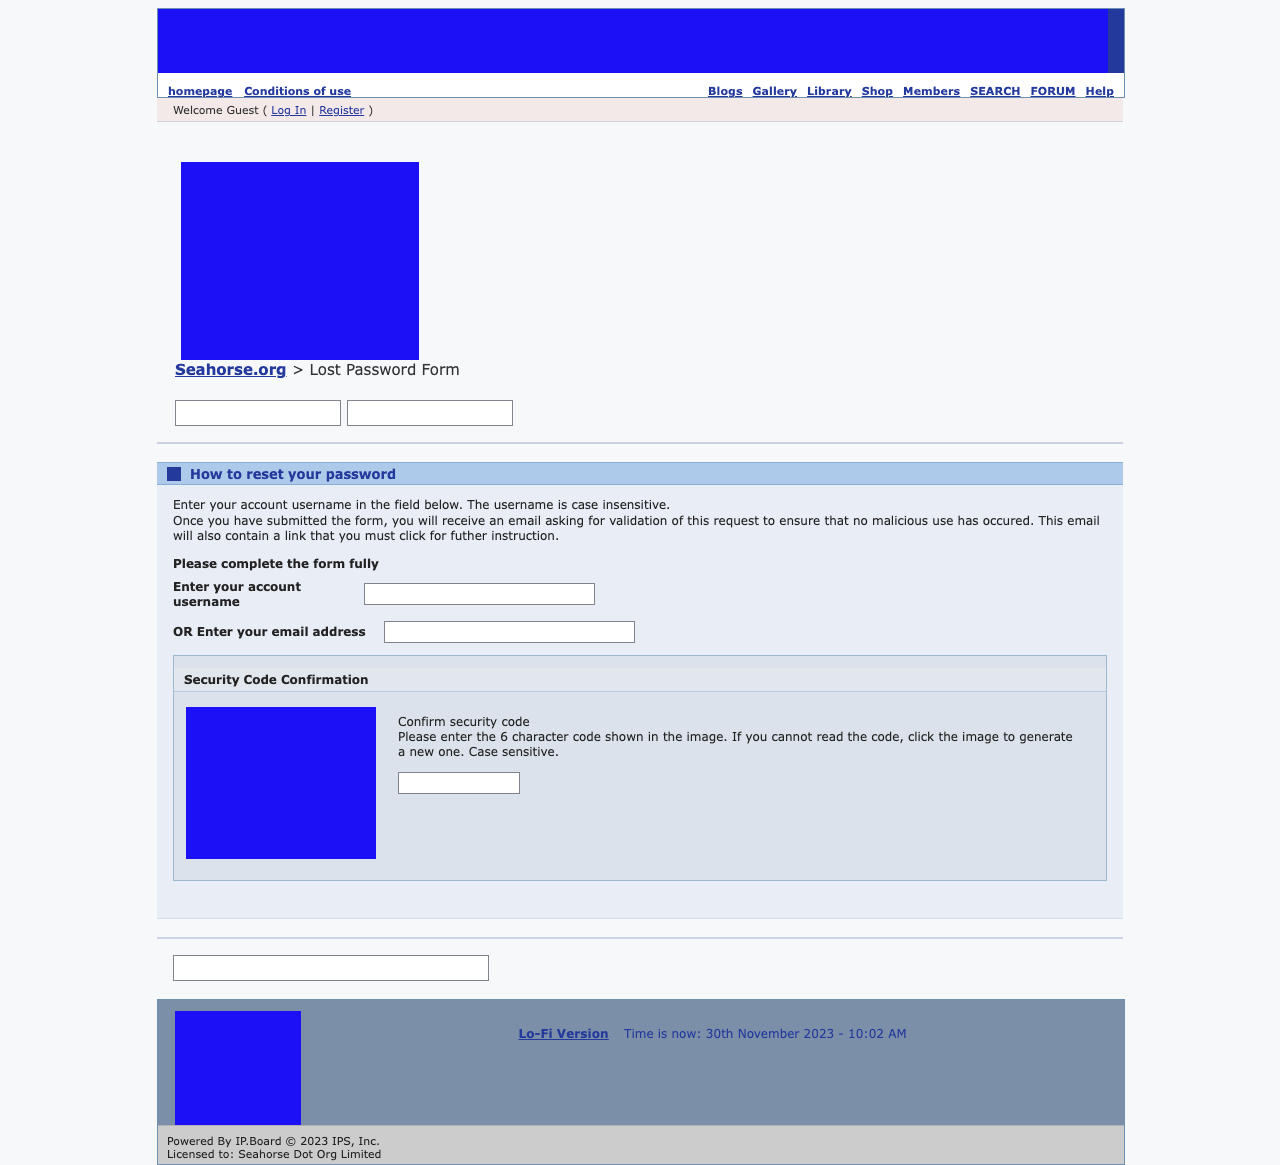 homepage Conditions of use Blogs Gallery Library Shop Members SEARCH FORUM Help
Welcome Guest ( Log In | Register )
Seahorse.org > Lost Password Form
How to reset your password
Enter your account username in the field below. The username is case insensitive.
Once you have submitted the form, you will receive an email asking for validation of this request to ensure that no malicious use has occured. This email
will also contain a link that you must click for futher instruction.
Please complete the form fully
Enter your account
username
OR Enter your email address
Security Code Confirmation
Confirm security code
Please enter the 6 character code shown in the image. If you cannot read the code, click the image to generate
a new one. Case sensitive.
Lo-Fi Version Time is now: 30th November 2023 - 10:02 AM
Powered By IP.Board © 2023 IPS, Inc.
Licensed to: Seahorse Dot Org Limited